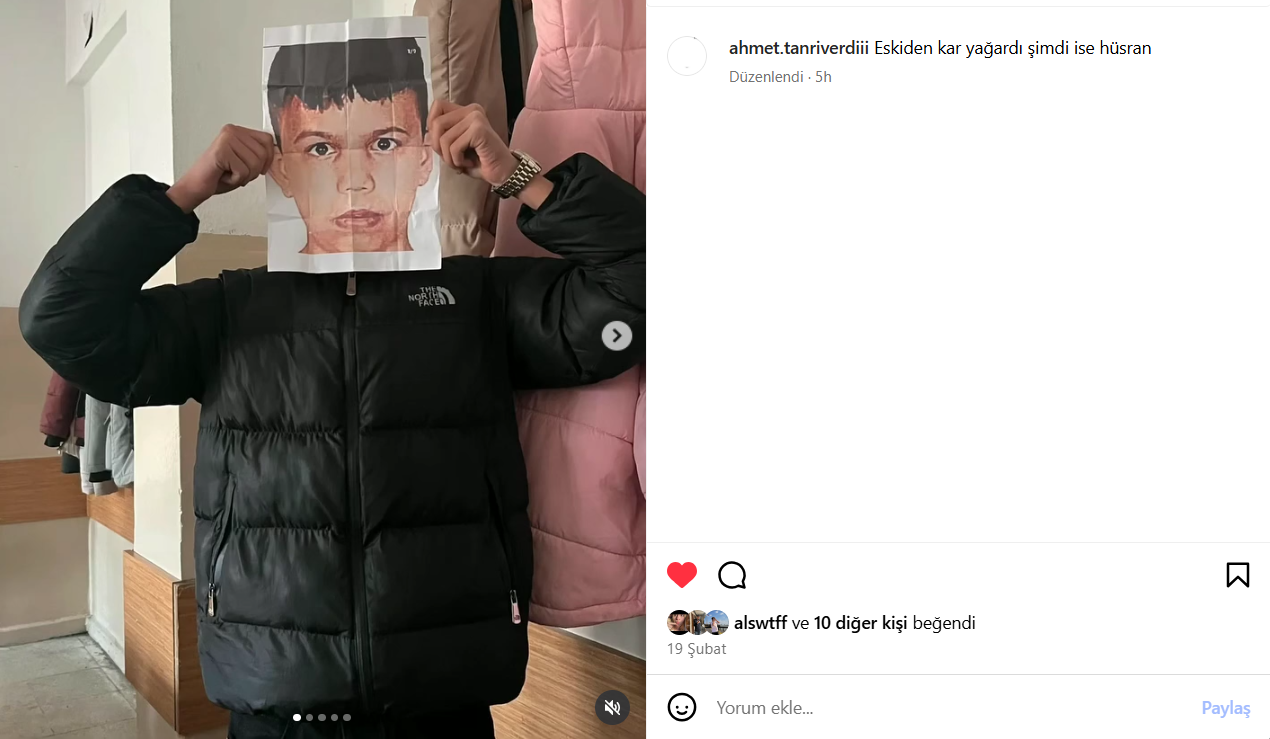 THE
NORTH
FACE
ahmet.tanriverdiii Eskiden kar yağardı şimdi ise hüsran
Düzenlendi · 5h
alswtff ve 10 diğer kişi beğendi
19 Şubat
Yorum ekle...
Paylaş